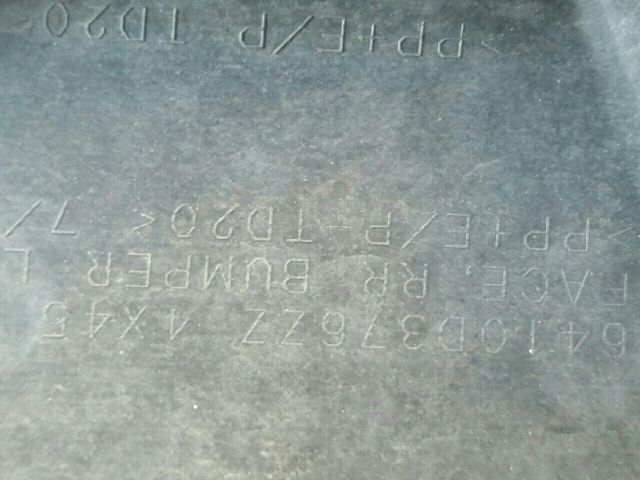 6410D376ZZ 4X45
FACE, RR BUMPER L
>PP+E/P-TD20< 7/
>PP+E/P TD20<